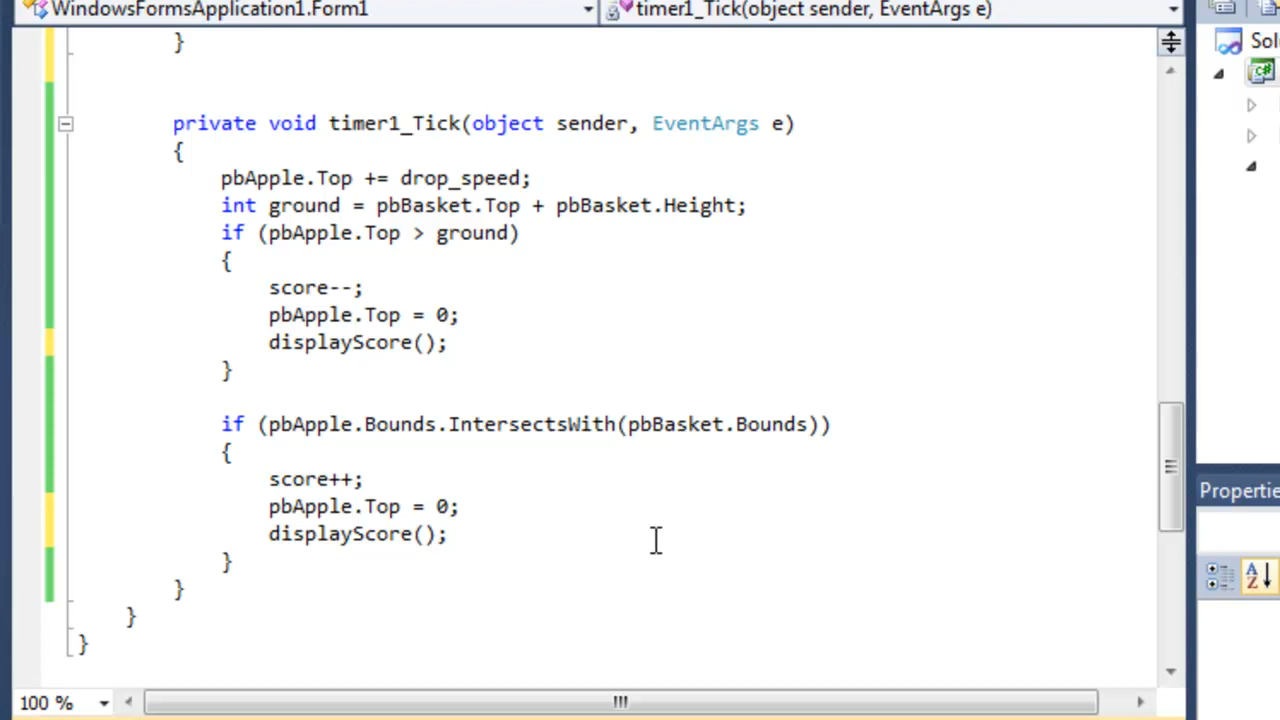 WindowsFormsApplication1.Form1
timer1_Tick(object sender, EventArgs e)
Sol
}
private void timer1_Tick(object sender, EventArgs e)
{
pbApple.Top += drop_speed;
int ground = pbBasket.Top + pbBasket.Height;
if (pbApple.Top > ground)
{
score--;
pbApple.Top = 0;
displayScore();
}
if (pbApple.Bounds.IntersectsWith(pbBasket.Bounds))
{
score++;
pbApple.Top = 0;
displayScore();
}
}
}
}
Propertie
100 %